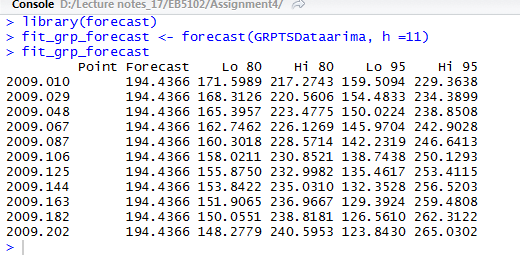 Console D:/Lecture notes_17/EB5102/Assignment4/
> library(forecast)
> fit_grp_forecast <- forecast(GRPTSDataarima, h =11)
> fit_grp_forecast
Point Forecast Lo 80 Hi 80 Lo 95 Hi 95
2009.010 194.4366 171.5989 217.2743 159.5094 229.3638
2009.029 194.4366 168.3126 220.5606 154.4833 234.3899
2009.048 194.4366 165.3957 223.4775 150.0224 238.8508
2009.067 194.4366 162.7462 226.1269 145.9704 242.9028
2009.087 194.4366 160.3018 228.5714 142.2319 246.6413
2009.106 194.4366 158.0211 230.8521 138.7438 250.1293
2009.125 194.4366 155.8750 232.9982 135.4617 253.4115
2009.144 194.4366 153.8422 235.0310 132.3528 256.5203
2009.163 194.4366 151.9065 236.9667 129.3924 259.4808
2009.182 194.4366 150.0551 238.8181 126.5610 262.3122
2009.202 194.4366 148.2779 240.5953 123.8430 265.0302
>